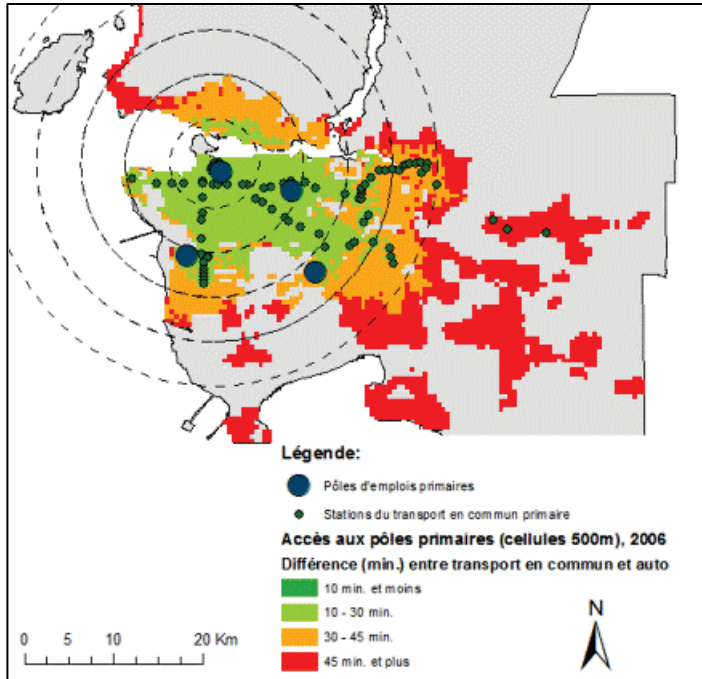 Légende:
Pôles d'emplois primaires
Stations du transport en commun primaire
Accès aux pôles primaires (cellules 500m), 2006
Différence (min.) entre transport en commun et auto
10 min. et moins
10 - 30 min.
30 - 45 min.
45 min. et plus
0 5 10 20 Km
N